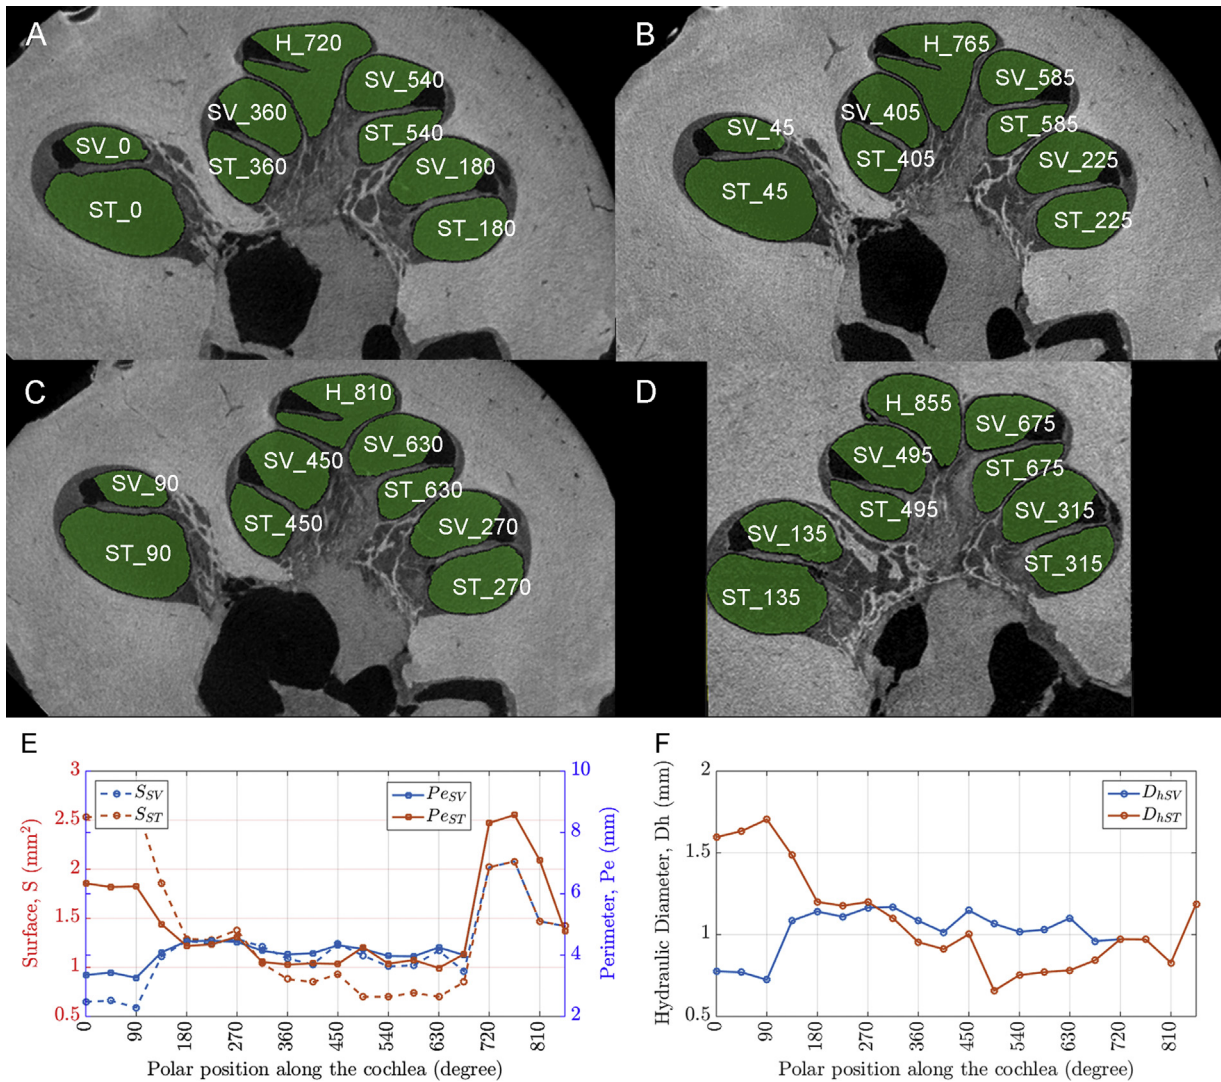 A
H_720
SV_540
SV_360
ST_540
SV_0
ST_360
SV_180
ST_0
ST_180
B
H_765
SV_585
SV_405
ST_585
SV_45
ST_405
SV_225
ST_45
ST_225
C
H_810
SV_630
SV_450
SV_90
ST_630
ST_450
SV_270
ST_90
ST_270
D
H_855
SV_675
SV_495
ST_675
ST_495
SV_315
SV_135
ST_315
ST_135
E
Surface, S (mm²)
3
2.5
2
1.5
1
0.5
S_SV
S_ST
Pe_SV
Pe_ST
10
8
6
4
2
Perimeter, Pe (mm)
0
90
180
270
360
450
540
630
720
810
Polar position along the cochlea (degree)
F
Hydraulic Diameter, Dh (mm)
2
1.5
1
0.5
D_hSV
D_hST
0
90
180
270
360
450
540
630
720
810
Polar position along the cochlea (degree)